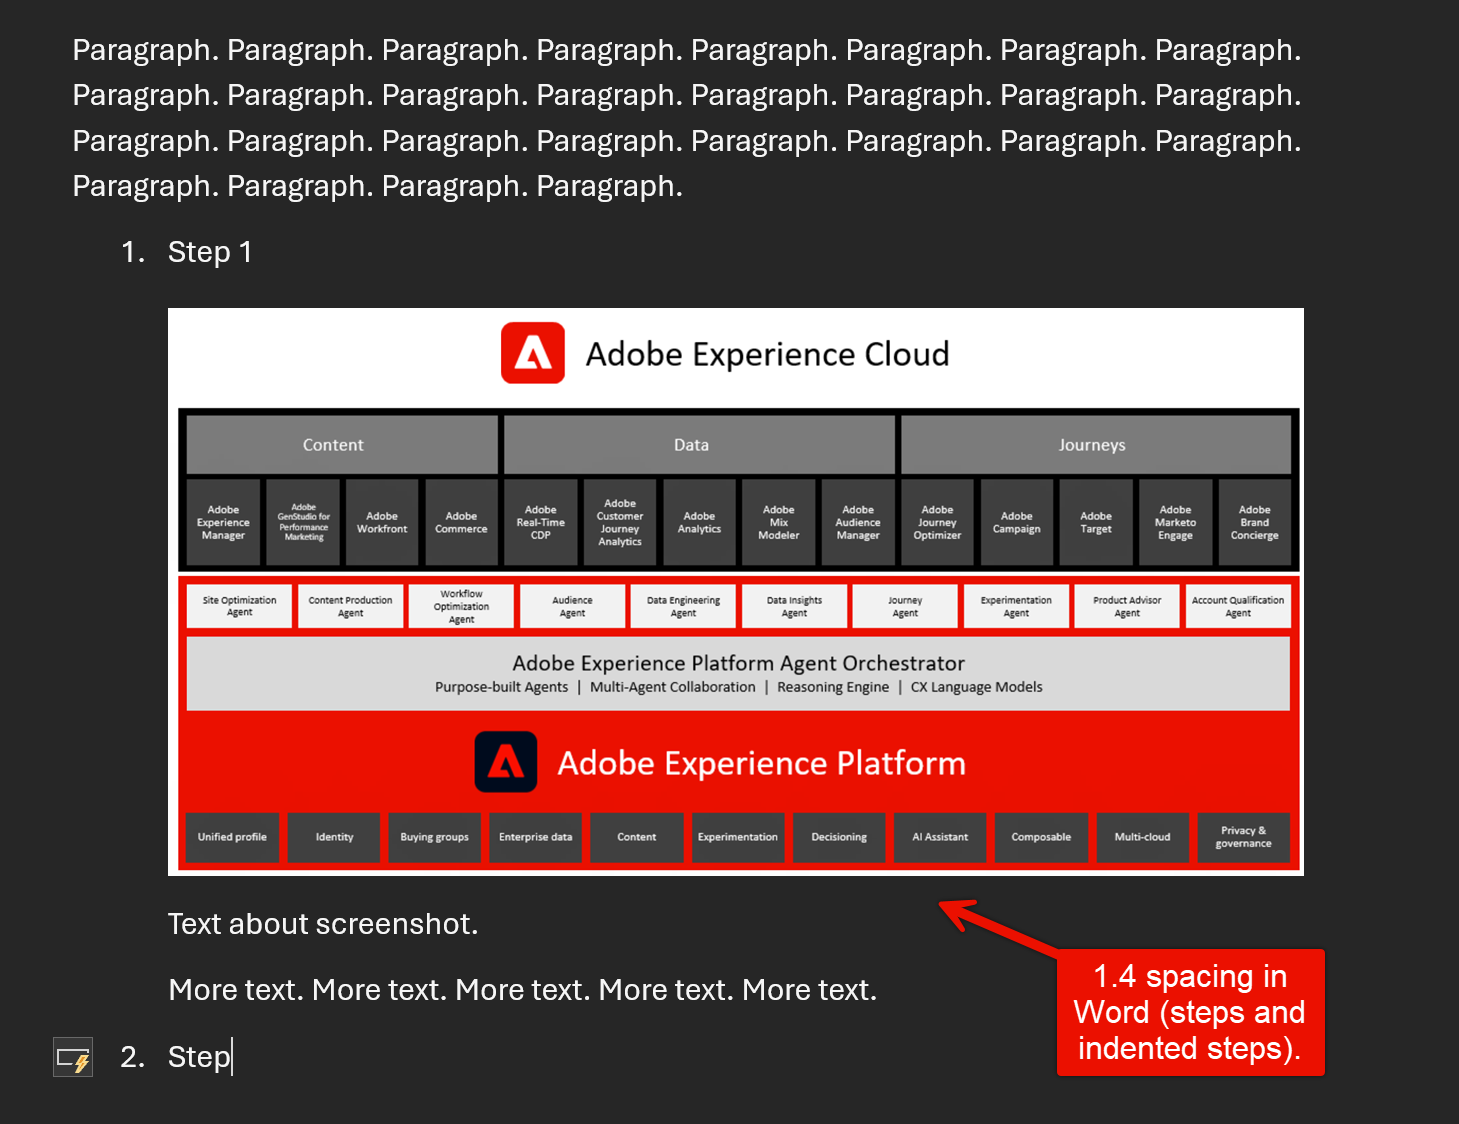 Paragraph. Paragraph. Paragraph. Paragraph. Paragraph. Paragraph. Paragraph. Paragraph.
Paragraph. Paragraph. Paragraph. Paragraph. Paragraph. Paragraph. Paragraph. Paragraph.
Paragraph. Paragraph. Paragraph. Paragraph. Paragraph. Paragraph. Paragraph. Paragraph.
Paragraph. Paragraph. Paragraph. Paragraph.
1. Step 1
Adobe Experience Cloud
Content
Data
Journeys
Adobe
Experience
Manager
Adobe
GenStudio for
Performance
Marketing
Adobe
Workfront
Adobe
Commerce
Adobe
Real-Time
CDP
Adobe
Customer
Journey
Analytics
Adobe
Analytics
Adobe
Mix
Modeler
Adobe
Audience
Manager
Adobe
Journey
Optimizer
Adobe
Campaign
Adobe
Target
Adobe
Marketo
Engage
Adobe
Brand
Concierge
Site Optimization
Agent
Content Production
Agent
Workflow
Optimization
Agent
Audience
Agent
Data Engineering
Agent
Data Insights
Agent
Journey
Agent
Experimentation
Agent
Product Advisor
Agent
Account Qualification
Agent
Adobe Experience Platform Agent Orchestrator
Purpose-built Agents | Multi-Agent Collaboration | Reasoning Engine | CX Language Models
Adobe Experience Platform
Unified profile
Identity
Buying groups
Enterprise data
Content
Experimentation
Decisioning
AI Assistant
Composable
Multi-cloud
Privacy &
governance
Text about screenshot.
More text. More text. More text. More text. More text.
1.4 spacing in
Word (steps and
indented steps).
2. Step